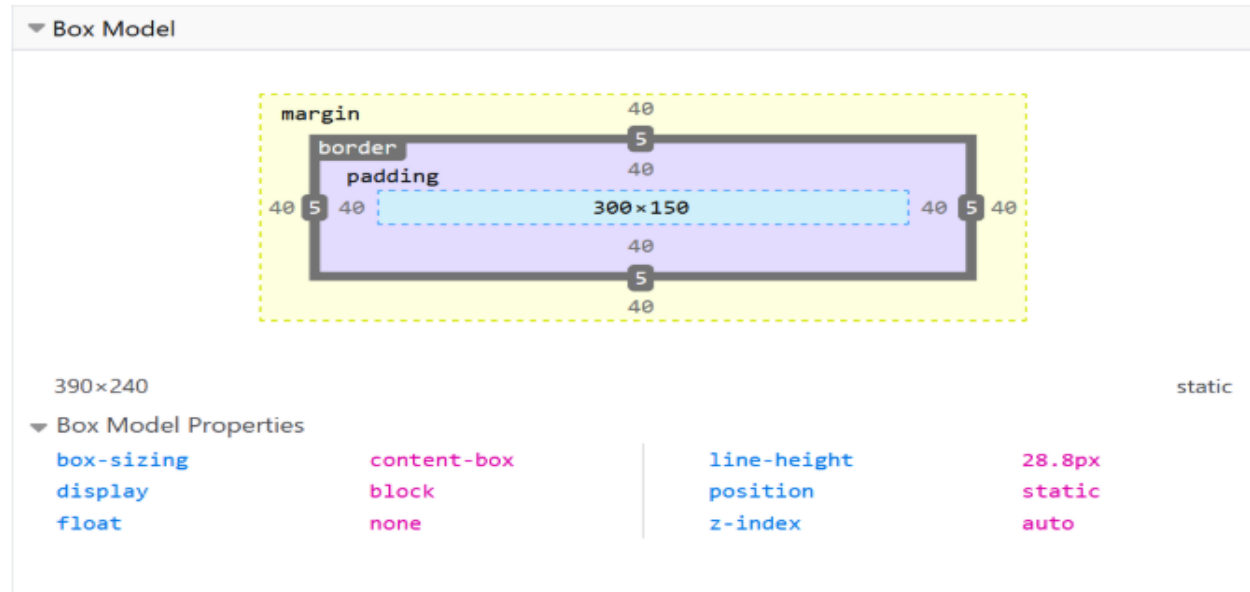 Box Model
margin 40
border 5
padding 40
40 5 40 300×150 40 5 40
40
5
40
390×240 static
Box Model Properties
box-sizing content-box line-height 28.8px
display block position static
float none z-index auto